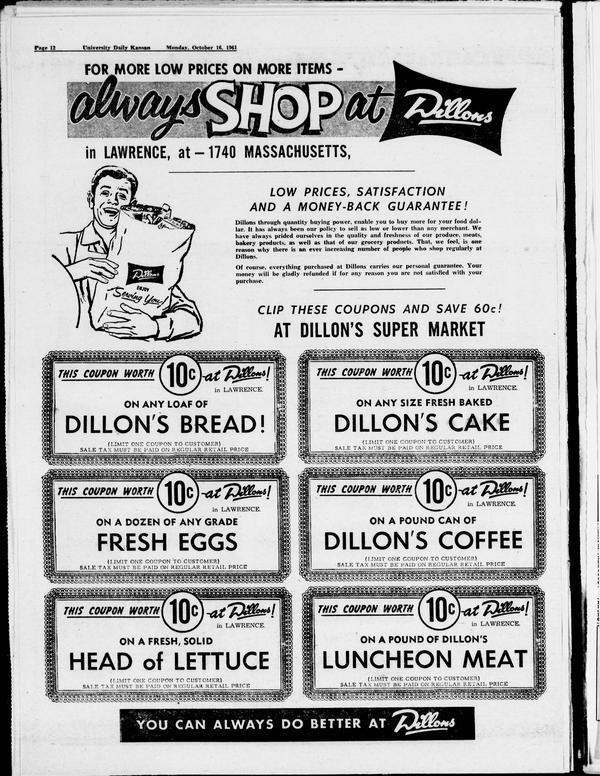 Page 12 University Daily Kansan Monday, October 16, 1961
FOR MORE LOW PRICES ON MORE ITEMS -
always SHOP at Dillons
in LAWRENCE, at - 1740 MASSACHUSETTS,
LOW PRICES, SATISFACTION
AND A MONEY-BACK GUARANTEE!
Dillons through quantity buying power, enable you to buy more for your food dol-
lar. It has always been our policy to sell as low or lower than any merchant. We
have always prided ourselves in the quality and freshness of our produce, meats,
bakery products, as well as that of our grocery products. That, we feel, is one
reason why there is an ever increasing number of people who shop regularly at
Dillons.
Of course, everything purchased at Dillons carries our personal guarantee. Your
money will be gladly refunded if for any reason you are not satisfied with your
purchase.
Dillons
ENJOY
Serving You!
CLIP THESE COUPONS AND SAVE 60c!
AT DILLON'S SUPER MARKET
THIS COUPON WORTH 10c at Dillons!
in LAWRENCE.
ON ANY LOAF OF
DILLON'S BREAD!
(LIMIT ONE COUPON TO CUSTOMER)
SALE TAX MUST BE PAID ON REGULAR RETAIL PRICE
THIS COUPON WORTH 10c at Dillons!
in LAWRENCE.
ON ANY SIZE FRESH BAKED
DILLON'S CAKE
(LIMIT ONE COUPON TO CUSTOMER)
SALE TAX MUST BE PAID ON REGULAR RETAIL PRICE
THIS COUPON WORTH 10c at Dillons!
in LAWRENCE.
ON A DOZEN OF ANY GRADE
FRESH EGGS
(LIMIT ONE COUPON TO CUSTOMER)
SALE TAX MUST BE PAID ON REGULAR RETAIL PRICE
THIS COUPON WORTH 10c at Dillons!
in LAWRENCE.
ON A POUND CAN OF
DILLON'S COFFEE
(LIMIT ONE COUPON TO CUSTOMER)
SALE TAX MUST BE PAID ON REGULAR RETAIL PRICE
THIS COUPON WORTH 10c at Dillons!
in LAWRENCE.
ON A FRESH, SOLID
HEAD of LETTUCE
(LIMIT ONE COUPON TO CUSTOMER)
SALE TAX MUST BE PAID ON REGULAR RETAIL PRICE
THIS COUPON WORTH 10c at Dillons!
in LAWRENCE.
ON A POUND OF DILLON'S
LUNCHEON MEAT
(LIMIT ONE COUPON TO CUSTOMER)
SALE TAX MUST BE PAID ON REGULAR RETAIL PRICE
YOU CAN ALWAYS DO BETTER AT Dillons